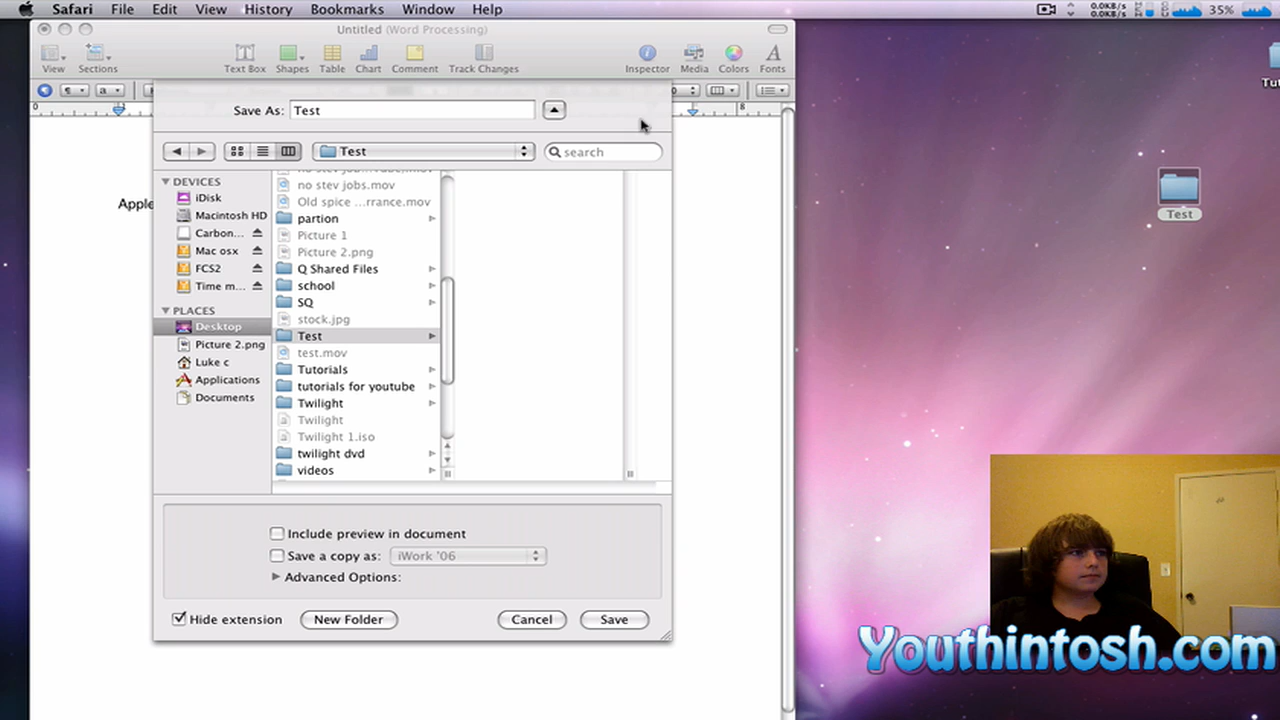 Safari File Edit View History Bookmarks Window Help 0.0KB/s 0.0KB/s 35%
Untitled (Word Processing)
View Sections Text Box Shapes Table Chart Comment Track Changes Inspector Media Colors Fonts
a
0 8
Save As: Test
Test search
DEVICES
iDisk
Macintosh HD
Carbon...
Mac osx
FCS2
Time m...
PLACES
Desktop
Picture 2.png
Luke c
Applications
Documents
no stev jobs.mov
Old spice ...rrance.mov
partion
Picture 1
Picture 2.png
Q Shared Files
school
SQ
stock.jpg
Test
test.mov
Tutorials
tutorials for youtube
Twilight
Twilight
Twilight 1.iso
twilight dvd
videos
Include preview in document
Save a copy as: iWork '06
Advanced Options:
Hide extension New Folder Cancel Save
Apple
Test
Youthintosh.com